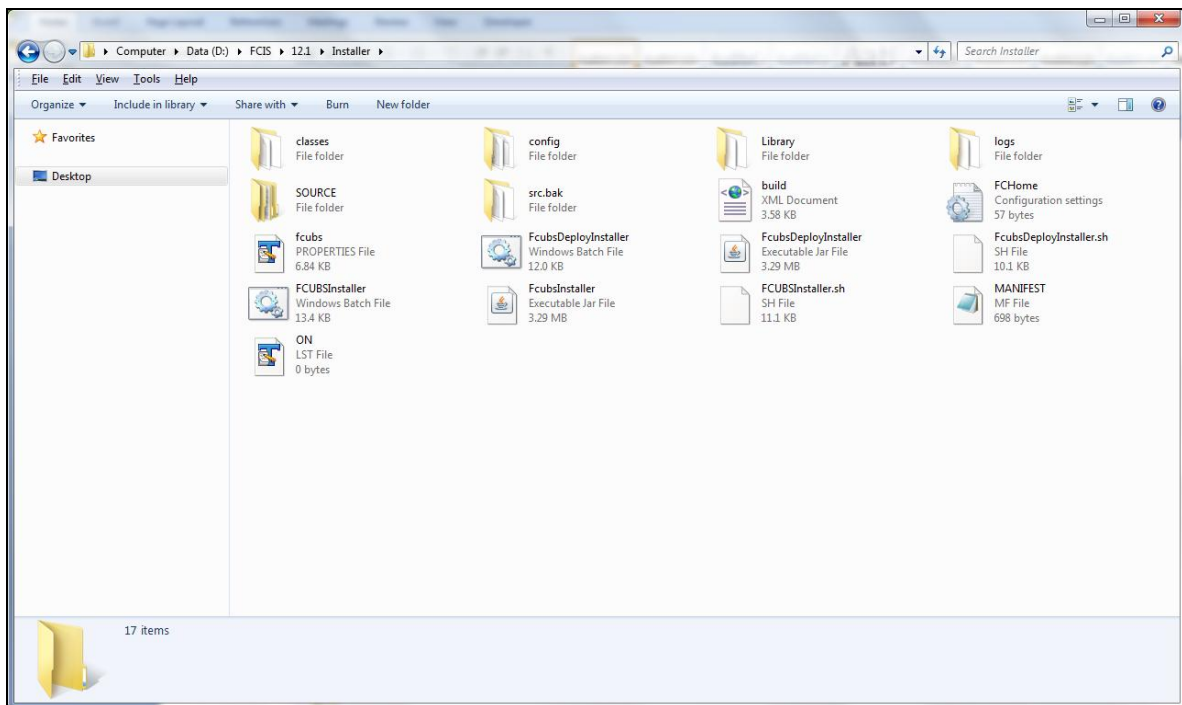 Computer ▸ Data (D:) ▸ FCIS ▸ 12.1 ▸ Installer ▸
Search Installer
File Edit View Tools Help
Organize Include in library Share with Burn New folder
Favorites
Desktop
classes
File folder
config
File folder
Library
File folder
logs
File folder
SOURCE
File folder
src.bak
File folder
build
XML Document
3.58 KB
FCHome
Configuration settings
57 bytes
fcubs
PROPERTIES File
6.84 KB
FcubsDeployInstaller
Windows Batch File
12.0 KB
FcubsDeployInstaller
Executable Jar File
3.29 MB
FcubsDeployInstaller.sh
SH File
10.1 KB
FCUBSInstaller
Windows Batch File
13.4 KB
FcubsInstaller
Executable Jar File
3.29 MB
FCUBSInstaller.sh
SH File
11.1 KB
MANIFEST
MF File
698 bytes
ON
LST File
0 bytes
17 items